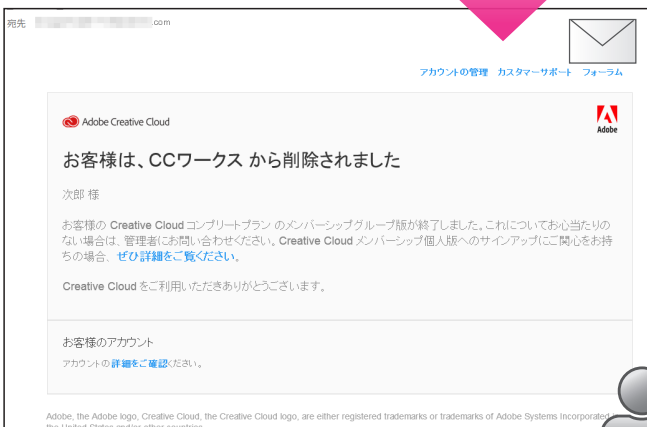 宛先 .com
アカウントの管理 カスタマーサポート フォーラム
Adobe Creative Cloud
Adobe
お客様は、CCワークス から削除されました
次郎 様
お客様の Creative Cloud コンプリートプラン のメンバーシップグループ版が終了しました。これについてお心当たりの
ない場合は、管理者にお問い合わせください。Creative Cloud メンバーシップ個人版へのサインアップにご関心をお持
ちの場合、 ぜひ詳細をご覧ください。
Creative Cloud をご利用いただきありがとうございます。
お客様のアカウント
アカウントの 詳細をご確認ください。
Adobe, the Adobe logo, Creative Cloud, the Creative Cloud logo, are either registered trademarks or trademarks of Adobe Systems Incorporated
the United States and/or other countries.